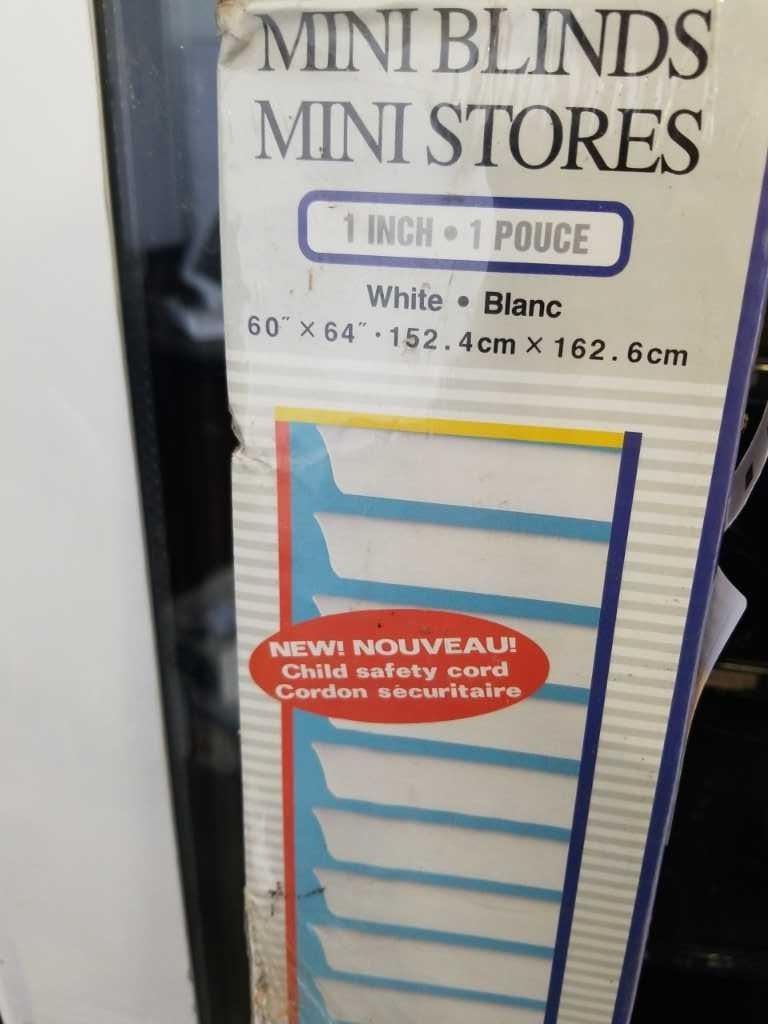 MINI BLINDS
MINI STORES
1 INCH • 1 POUCE
White • Blanc
60″ × 64″ · 152.4cm × 162.6cm
NEW! NOUVEAU!
Child safety cord
Cordon sécuritaire